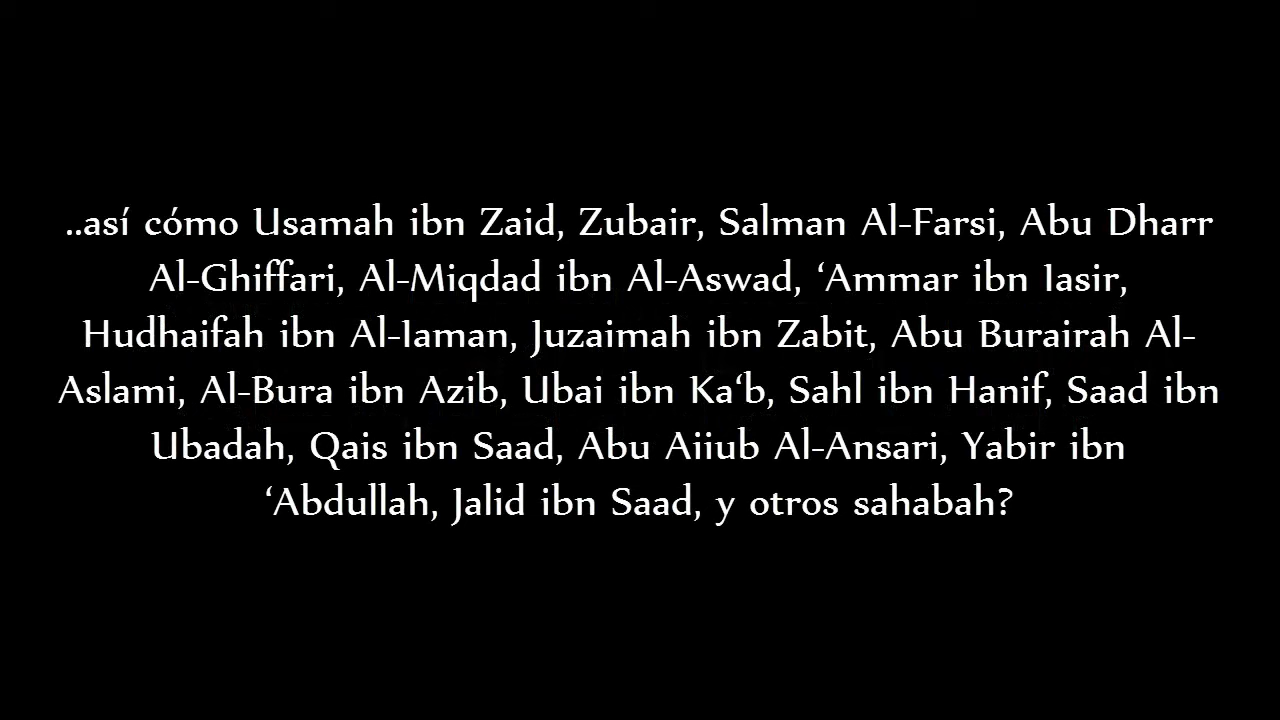 ..así cómo Usamah ibn Zaid, Zubair, Salman Al-Farsi, Abu Dharr
Al-Ghiffari, Al-Miqdad ibn Al-Aswad, ‘Ammar ibn Iasir,
Hudhaifah ibn Al-Iaman, Juzaimah ibn Zabit, Abu Burairah Al-
Aslami, Al-Bura ibn Azib, Ubai ibn Ka‘b, Sahl ibn Hanif, Saad ibn
Ubadah, Qais ibn Saad, Abu Aiiub Al-Ansari, Yabir ibn
‘Abdullah, Jalid ibn Saad, y otros sahabah?